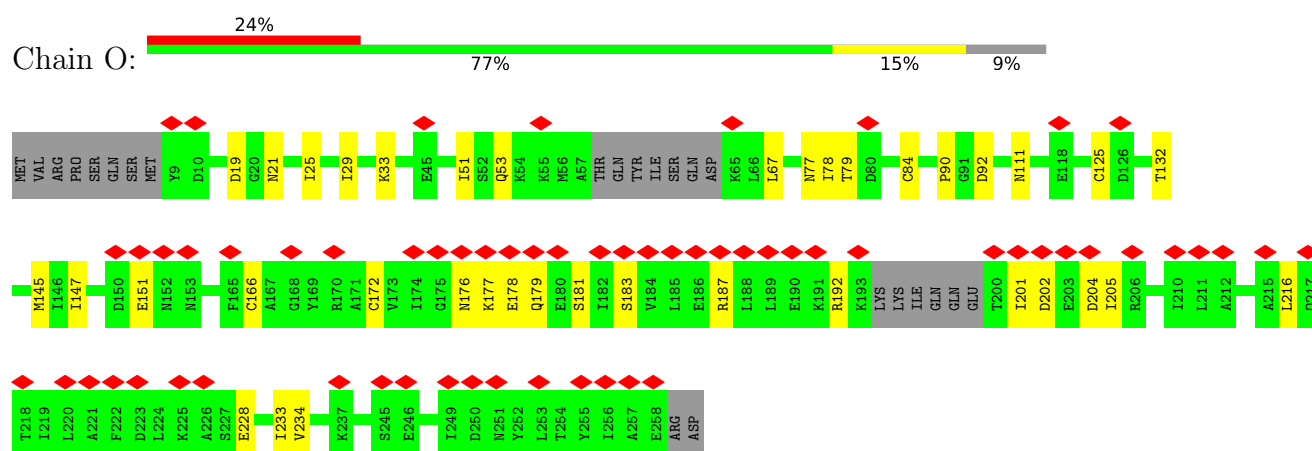 24%
Chain O:
77% 15% 9%
MET VAL ARG PRO SER GLN SER MET Y9 D10 D19 G20 N21 I25 I29 K33 E45 I51 S52 Q53 K54 K55 M56 A57 THR GLN TYR ILE SER GLN ASP K65 L66 L67 N77 I78 T79 D80 C84 P90 G91 D92 N111 E118 C125 D126 T132
M145 I146 I147 D150 E151 N152 N153 F165 C166 A167 G168 Y169 R170 A171 C172 V173 I174 G175 N176 K177 E178 Q179 E180 S181 I182 S183 V184 L185 E186 R187 L188 L189 E190 K191 R192 K193 LYS LYS ILE GLN GLN GLU T200 I201 D202 E203 D204 I205 R206 I210 L211 A212 A215 L216
T218 I219 L220 A221 F222 D223 L224 K225 A226 S227 E228 I233 V234 K237 S245 E246 I249 D250 N251 Y252 L253 T254 Y255 I256 A257 E258 ARG ASP